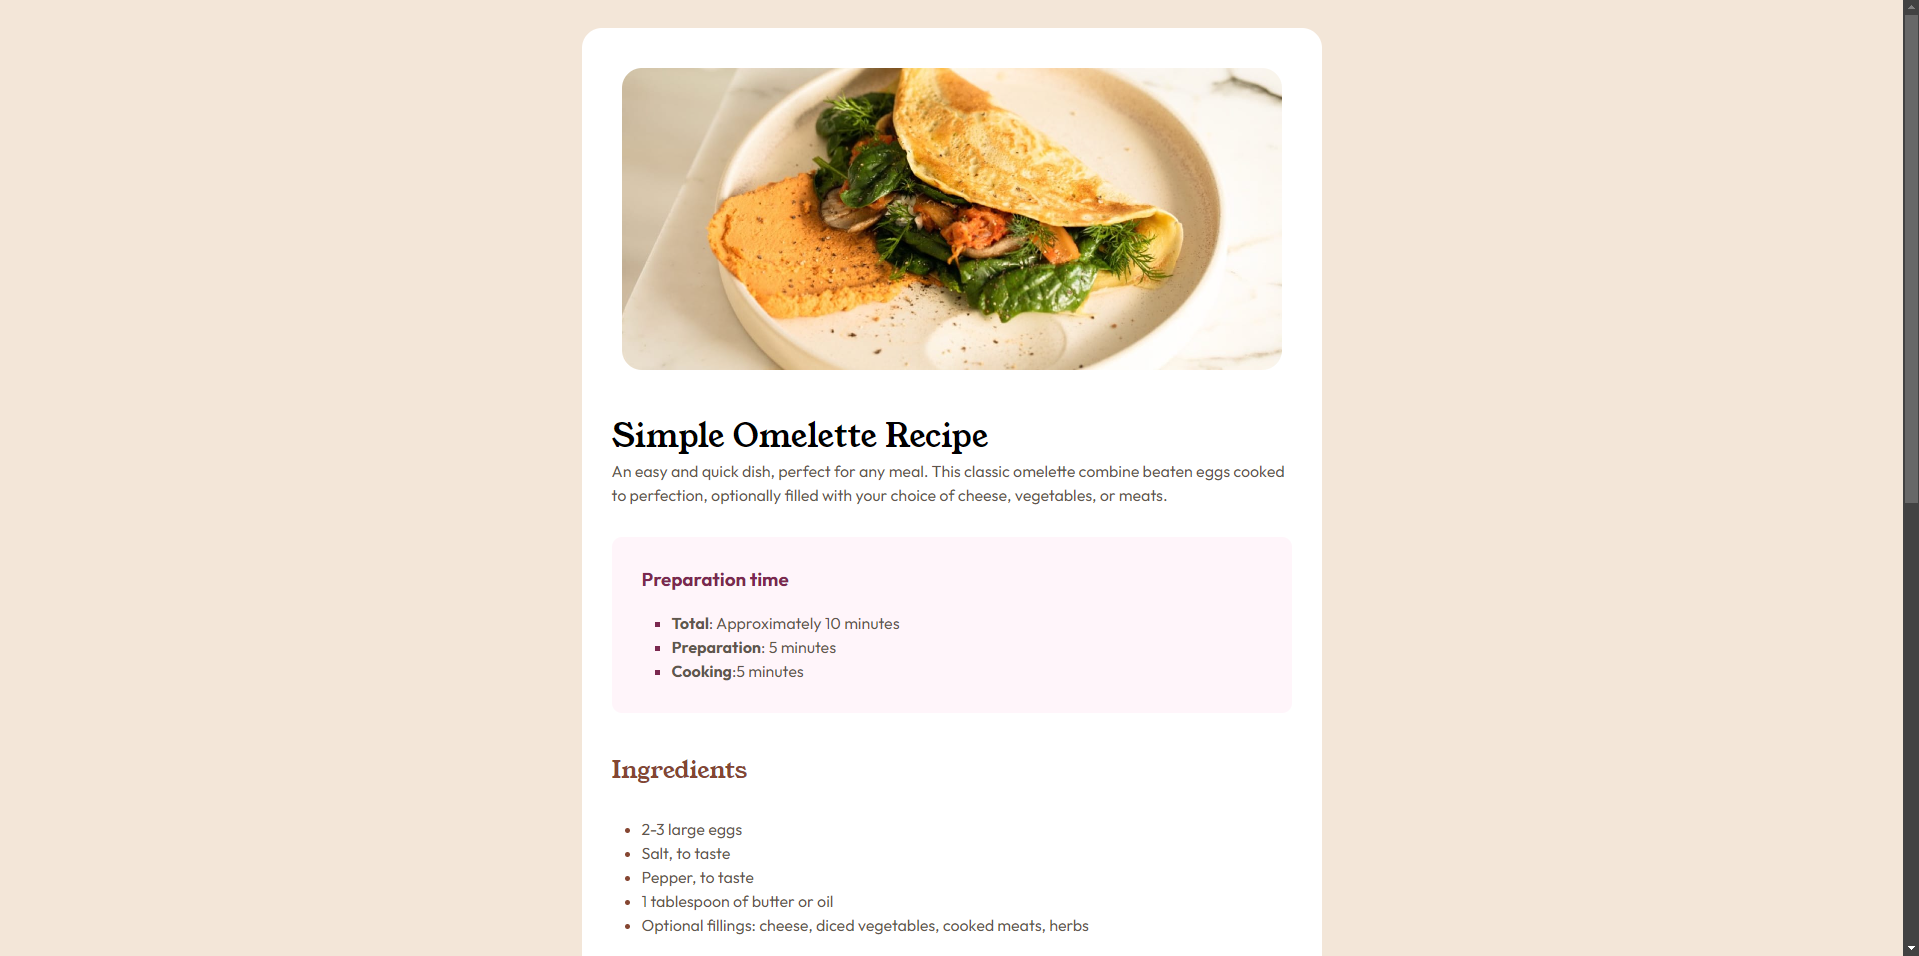 Simple Omelette Recipe
An easy and quick dish, perfect for any meal. This classic omelette combine beaten eggs cooked
to perfection, optionally filled with your choice of cheese, vegetables, or meats.
Preparation time
Total: Approximately 10 minutes
Preparation: 5 minutes
Cooking:5 minutes
Ingredients
2-3 large eggs
Salt, to taste
Pepper, to taste
1 tablespoon of butter or oil
Optional fillings: cheese, diced vegetables, cooked meats, herbs